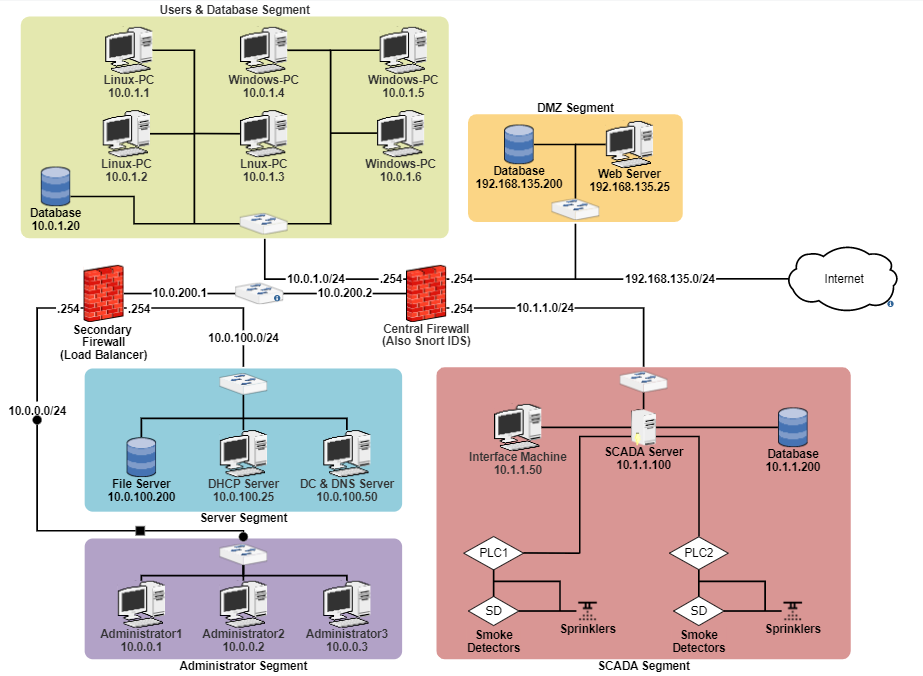 Users & Database Segment
Linux-PC
10.0.1.1
Windows-PC
10.0.1.4
Windows-PC
10.0.1.5
Linux-PC
10.0.1.2
Lnux-PC
10.0.1.3
Windows-PC
10.0.1.6
Database
10.0.1.20
DMZ Segment
Database
192.168.135.200
Web Server
192.168.135.25
10.0.1.0/24
.254
.254
192.168.135.0/24
Internet
10.0.200.1
10.0.200.2
.254
.254
.254
10.1.1.0/24
Secondary
Firewall
(Load Balancer)
Central Firewall
(Also Snort IDS)
10.0.100.0/24
10.0.0.0/24
File Server
10.0.100.200
DHCP Server
10.0.100.25
DC & DNS Server
10.0.100.50
Server Segment
Interface Machine
10.1.1.50
SCADA Server
10.1.1.100
Database
10.1.1.200
PLC1
PLC2
SD
SD
Smoke
Detectors
Sprinklers
Smoke
Detectors
Sprinklers
SCADA Segment
Administrator1
10.0.0.1
Administrator2
10.0.0.2
Administrator3
10.0.0.3
Administrator Segment